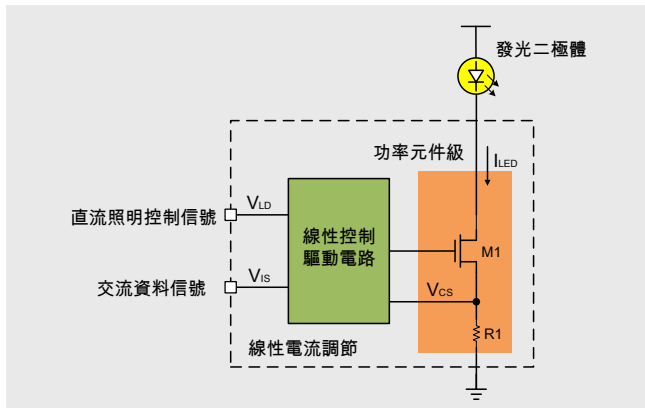 發光二極體
功率元件級
ILED
直流照明控制信號
VLD
線性控制
驅動電路
M1
交流資料信號
VIS
VCS
R1
線性電流調節